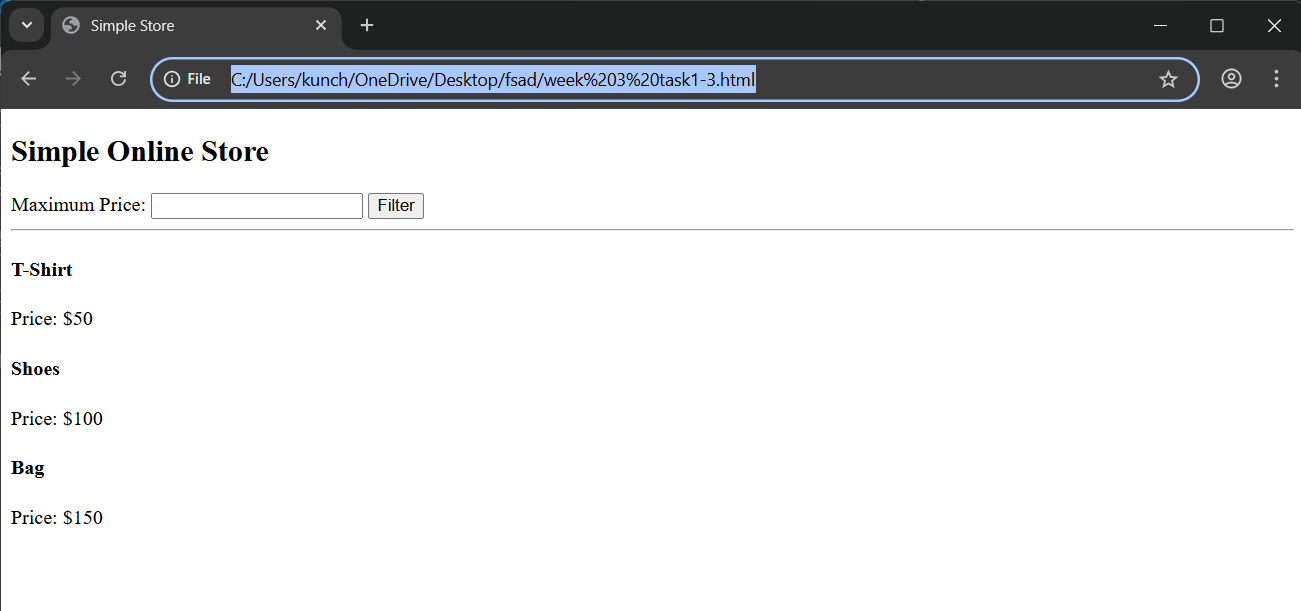 Simple Store
File C:/Users/kunch/OneDrive/Desktop/fsad/week%203%20task1-3.html
Simple Online Store
Maximum Price: Filter
T-Shirt
Price: $50
Shoes
Price: $100
Bag
Price: $150